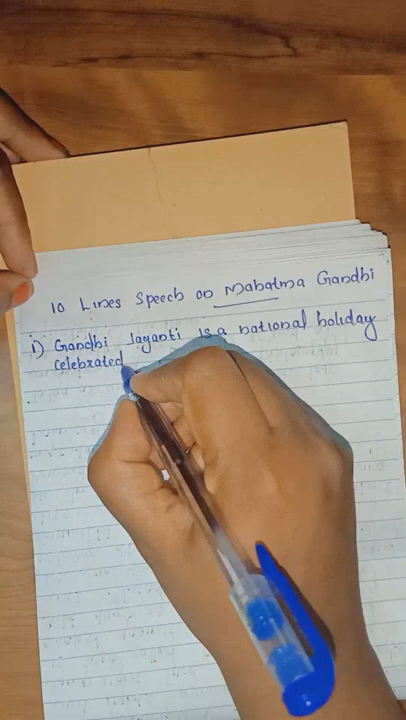 10 Lines Speech on Mahatma Gandhi
1) Gandhi Jayanti is a national holiday
celebrated